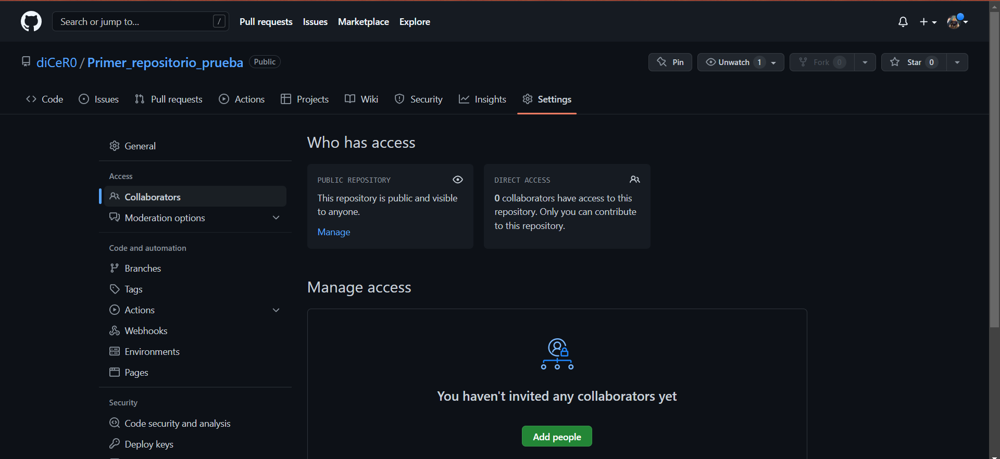 Search or jump to... /
Pull requests Issues Marketplace Explore
diCeR0 / Primer_repositorio_prueba Public
Pin Unwatch 1 Fork 0 Star 0
Code Issues Pull requests Actions Projects Wiki Security Insights Settings
General
Access
Collaborators
Moderation options
Code and automation
Branches
Tags
Actions
Webhooks
Environments
Pages
Security
Code security and analysis
Deploy keys
Who has access
PUBLIC REPOSITORY
This repository is public and visible
to anyone.
Manage
DIRECT ACCESS
0 collaborators have access to this
repository. Only you can contribute
to this repository.
Manage access
You haven't invited any collaborators yet
Add people